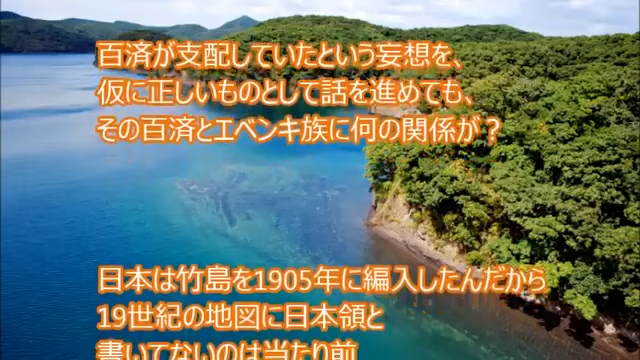 百済が支配していたという妄想を、
仮に正しいものとして話を進めても、
その百済とエベンキ族に何の関係が？
日本は竹島を1905年に編入したんだから
19世紀の地図に日本領と
書いてないのは当たり前